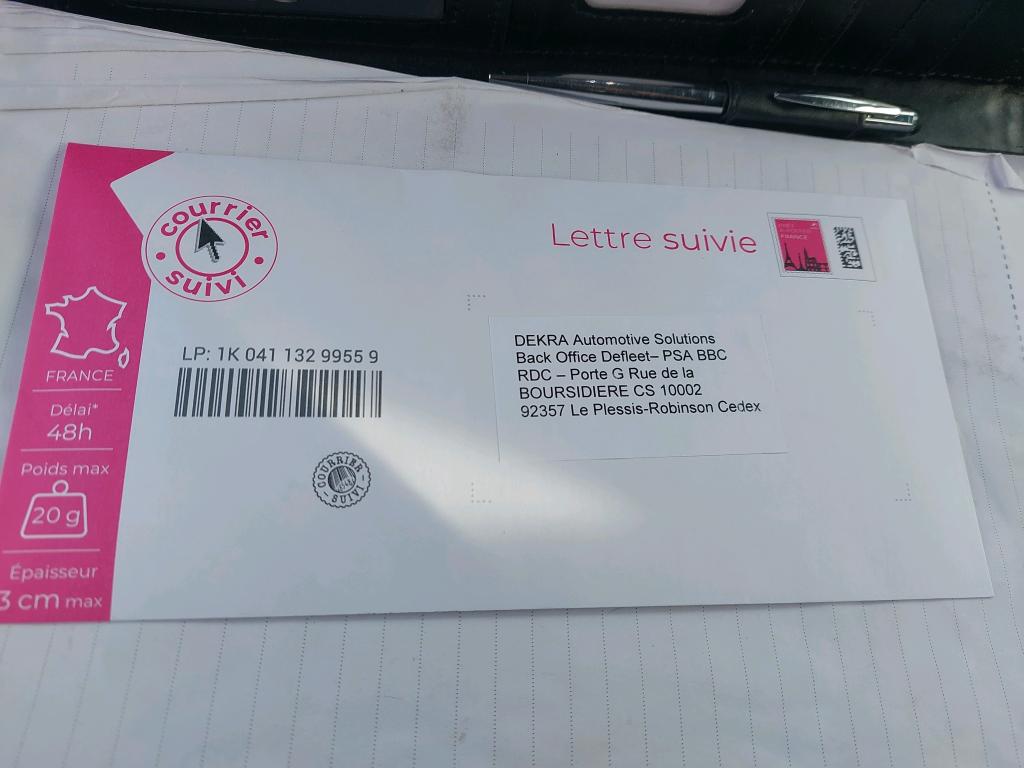 courrier
suivi
Lettre suivie
FRANCE
LP: 1K 041 132 9955 9
DEKRA Automotive Solutions
Back Office Defleet– PSA BBC
RDC – Porte G Rue de la
BOURSIDIERE CS 10002
92357 Le Plessis-Robinson Cedex
FRANCE
Délai*
48h
Poids max
20 g
Épaisseur
3 cm max
COURRIER
SUIVI